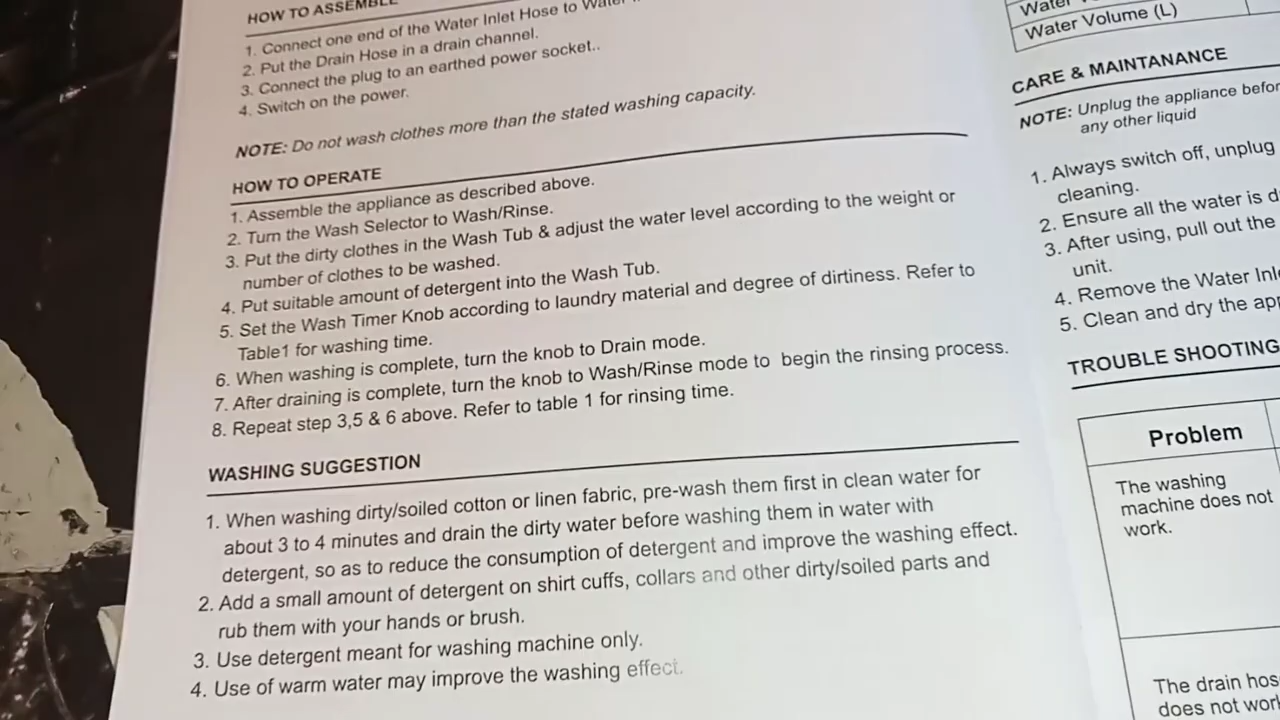 HOW TO ASSEMBLE
1. Connect one end of the Water Inlet Hose to Water
2. Put the Drain Hose in a drain channel.
3. Connect the plug to an earthed power socket..
4. Switch on the power.
NOTE: Do not wash clothes more than the stated washing capacity.
HOW TO OPERATE
1. Assemble the appliance as described above.
2. Turn the Wash Selector to Wash/Rinse.
3. Put the dirty clothes in the Wash Tub & adjust the water level according to the weight or
number of clothes to be washed.
4. Put suitable amount of detergent into the Wash Tub.
5. Set the Wash Timer Knob according to laundry material and degree of dirtiness. Refer to
Table1 for washing time.
6. When washing is complete, turn the knob to Drain mode.
7. After draining is complete, turn the knob to Wash/Rinse mode to begin the rinsing process.
8. Repeat step 3,5 & 6 above. Refer to table 1 for rinsing time.
WASHING SUGGESTION
1. When washing dirty/soiled cotton or linen fabric, pre-wash them first in clean water for
about 3 to 4 minutes and drain the dirty water before washing them in water with
detergent, so as to reduce the consumption of detergent and improve the washing effect.
2. Add a small amount of detergent on shirt cuffs, collars and other dirty/soiled parts and
rub them with your hands or brush.
3. Use detergent meant for washing machine only.
4. Use of warm water may improve the washing effect.
Water
Water Volume (L)
CARE & MAINTANANCE
NOTE: Unplug the appliance
any other liquid
1. Always switch off, unplug
cleaning.
2. Ensure all the water is
3. After using, pull out the
unit.
4. Remove the Water
5. Clean and dry the
TROUBLE SHOOTING
Problem
The washing
machine does not
work.
The drain
does not